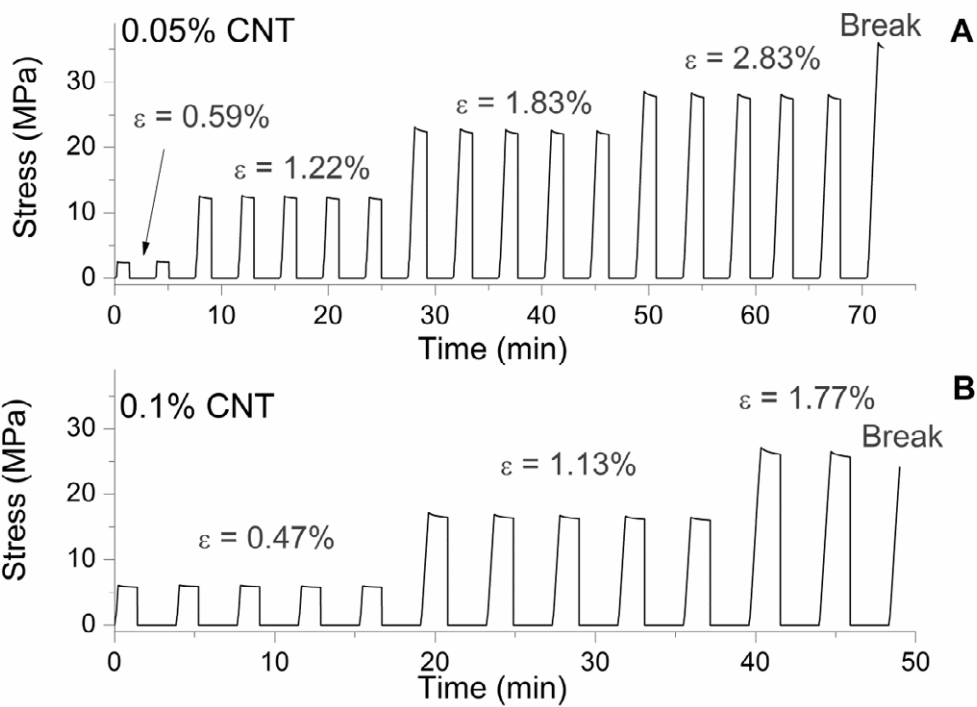 0.05% CNT
Break
A
ε = 2.83%
ε = 1.83%
ε = 0.59%
ε = 1.22%
Stress (MPa)
30
20
10
0
0 10 20 30 40 50 60 70
Time (min)
B
0.1% CNT
ε = 1.77%
Break
ε = 1.13%
ε = 0.47%
Stress (MPa)
30
20
10
0
0 10 20 30 40 50
Time (min)